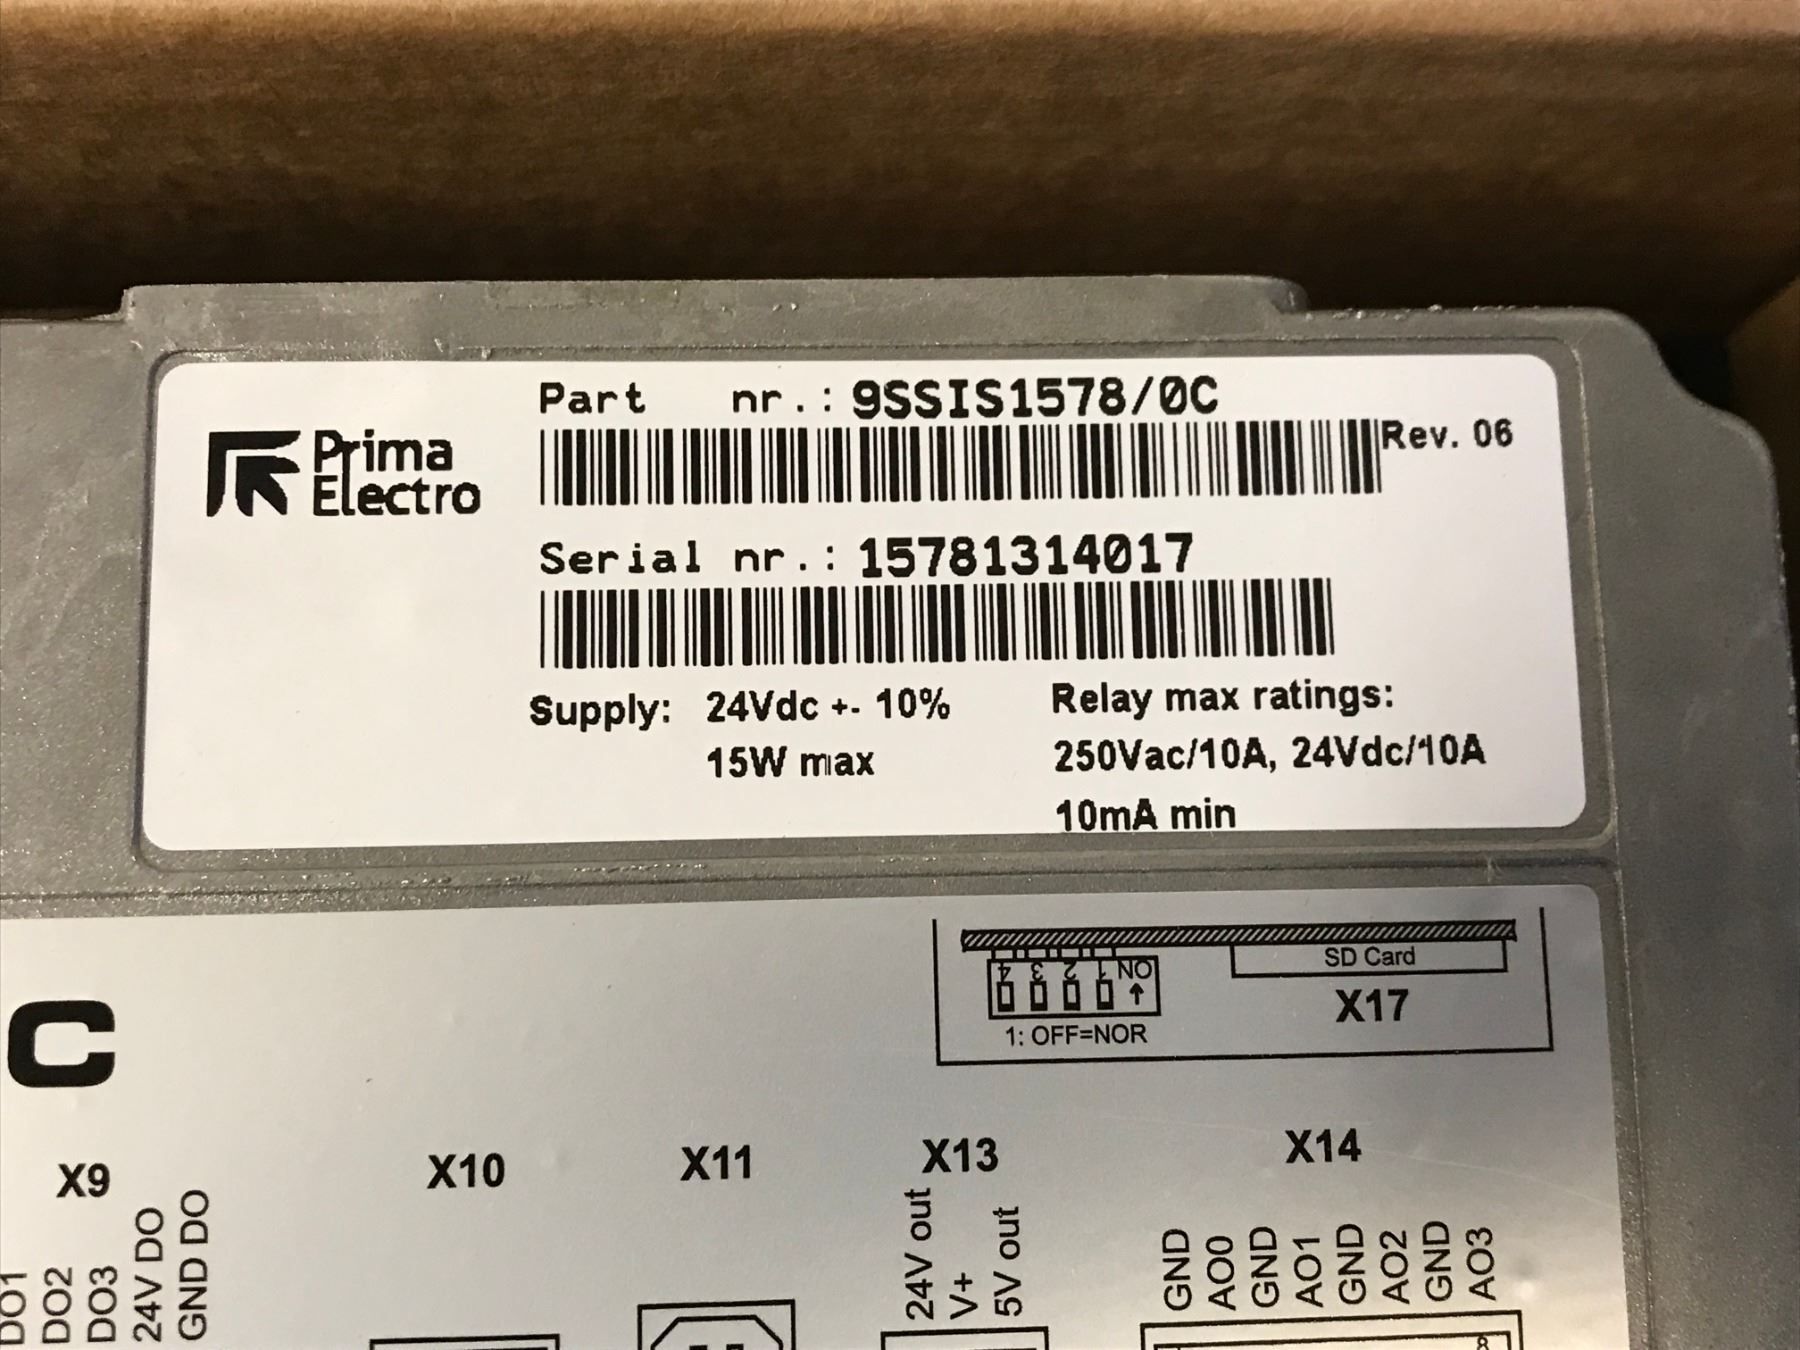 Part nr.: 9SSIS1578/0C
Rev. 06
Prima
Electro
Serial nr.: 15781314017
Supply: 24Vdc +- 10%
15W max
Relay max ratings:
250Vac/10A, 24Vdc/10A
10mA min
4 3 2 1 ON
1: OFF=NOR
SD Card
X17
C
X9
X10
X11
X13
X14
DO1
DO2
DO3
24V DO
GND DO
24V out
V+
5V out
GND
AO0
GND
AO1
GND
AO2
GND
AO3
8